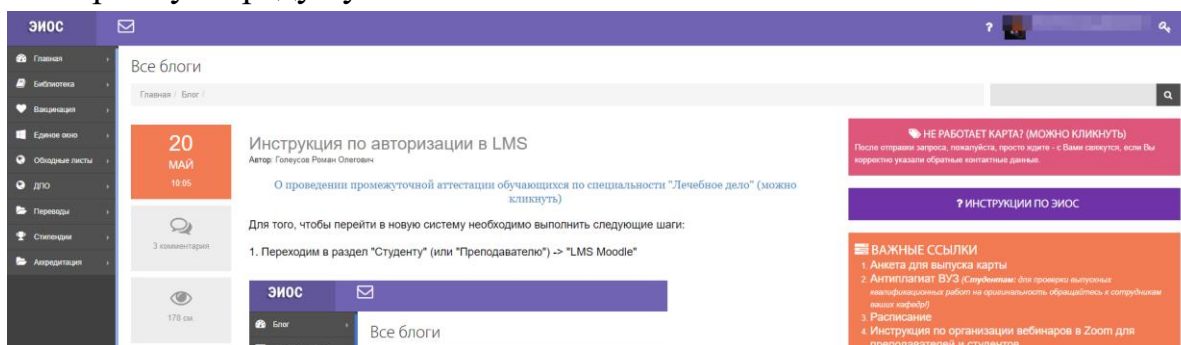 ЭИОС
?
Главная
Библиотека
Вакцинация
Единое окно
Обходные листы
ДПО
Переводы
Стипендии
Аккредитация
Все блоги
Главная / Блог /
20
МАЙ
10:05
3 комментария
178 см.
Инструкция по авторизации в LMS
Автор: Голеусов Роман Олегович
О проведении промежуточной аттестации обучающихся по специальности "Лечебное дело" (можно
кликнуть)
Для того, чтобы перейти в новую систему необходимо выполнить следующие шаги:
1. Переходим в раздел "Студенту" (или "Преподавателю") -> "LMS Moodle"
ЭИОС
Блог
Все блоги
НЕ РАБОТАЕТ КАРТА? (МОЖНО КЛИКНУТЬ)
После отправки запроса, пожалуйста, просто ждите - с Вами свяжутся, если Вы
корректно указали обратные контактные данные.
? ИНСТРУКЦИИ ПО ЭИОС
ВАЖНЫЕ ССЫЛКИ
1. Анкета для выпуска карты
2. Антиплагиат ВУЗ (Студентам: для проверки выпускных
квалификационных работ на оригинальность обращайтесь к сотрудникам
ваших кафедр!)
3. Расписание
4. Инструкция по организации вебинаров в Zoom для
преподавателей и студентов